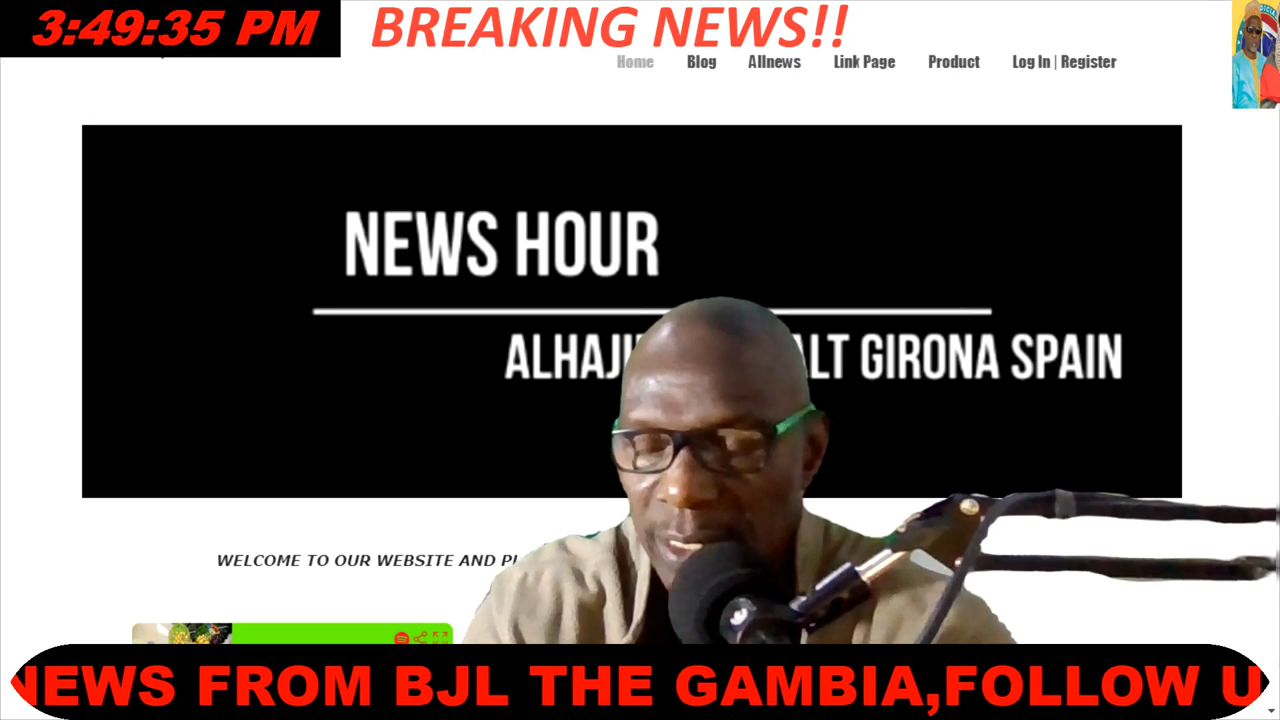 3:49:35 PM
BREAKING NEWS!!
Home Blog Allnews Link Page Product Log In | Register
NEWS HOUR
ALT GIRONA SPAIN
WELCOME TO OUR WEBSITE AND
NEWS FROM BJL THE GAMBIA,FOLLOW